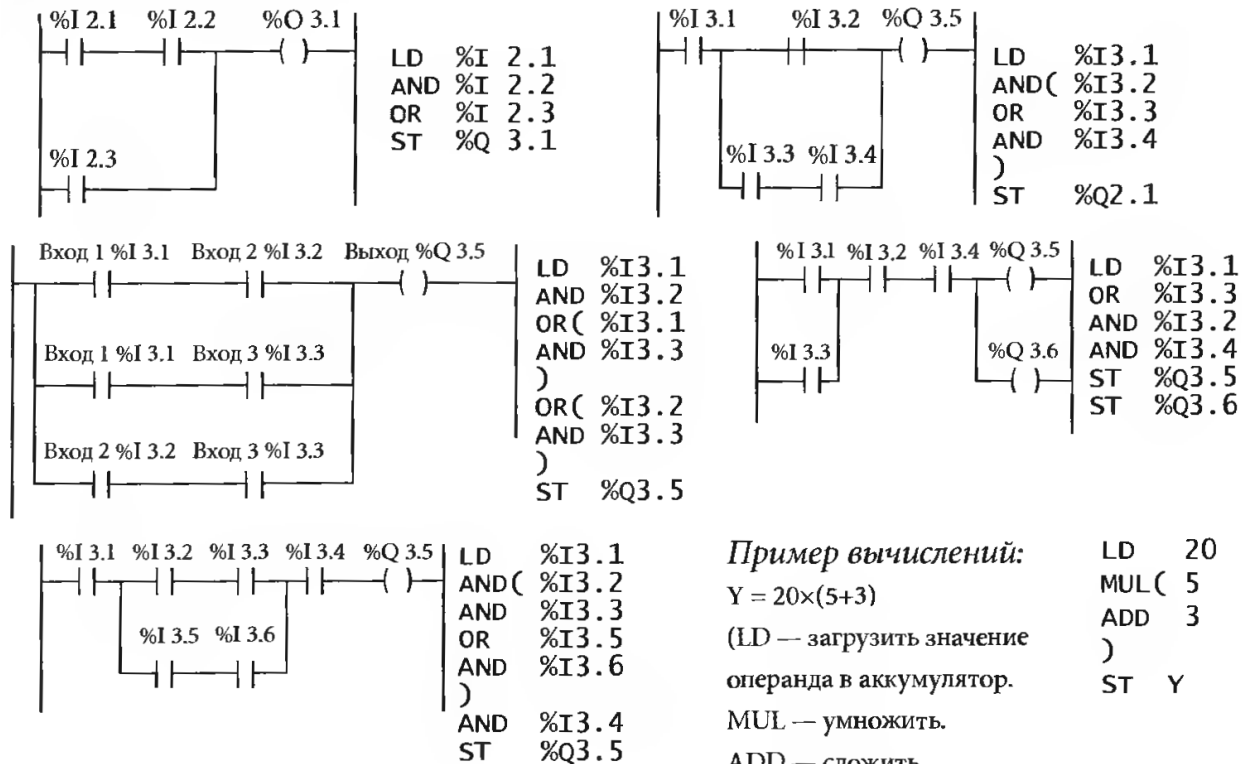 %I 2.1 %I 2.2 %O 3.1
%I 2.3
LD %I 2.1
AND %I 2.2
OR %I 2.3
ST %Q 3.1
%I 3.1 %I 3.2 %Q 3.5
%I 3.3 %I 3.4
LD %I3.1
AND( %I3.2
OR %I3.3
AND %I3.4
)
ST %Q2.1
Вход 1 %I 3.1 Вход 2 %I 3.2 Выход %Q 3.5
Вход 1 %I 3.1 Вход 3 %I 3.3
Вход 2 %I 3.2 Вход 3 %I 3.3
LD %I3.1
AND %I3.2
OR( %I3.1
AND %I3.3
)
OR( %I3.2
AND %I3.3
)
ST %Q3.5
%I 3.1 %I 3.2 %I 3.4 %Q 3.5
%I 3.3 %Q 3.6
LD %I3.1
OR %I3.3
AND %I3.2
AND %I3.4
ST %Q3.5
ST %Q3.6
%I 3.1 %I 3.2 %I 3.3 %I 3.4 %Q 3.5
%I 3.5 %I 3.6
LD %I3.1
AND( %I3.2
AND %I3.3
OR %I3.5
AND %I3.6
)
AND %I3.4
ST %Q3.5
Пример вычислений:
Y = 20×(5+3)
(LD — загрузить значение
операнда в аккумулятор.
MUL — умножить.
ADD — сложить
LD 20
MUL( 5
ADD 3
)
ST Y